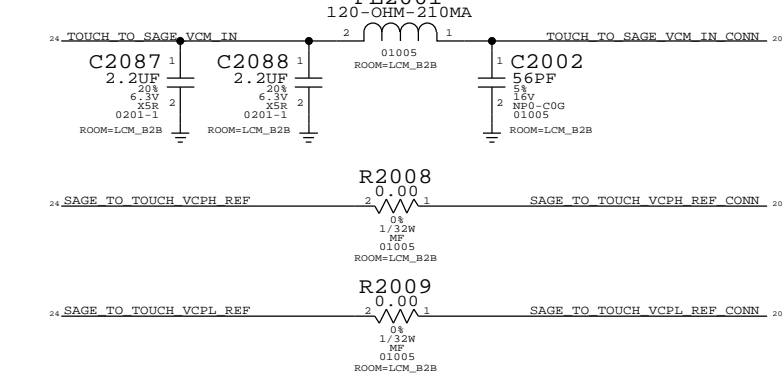 120-OHM-210MA
24 TOUCH_TO_SAGE_VCM_IN 2 1 TOUCH_TO_SAGE_VCM_IN_CONN 20
01005
ROOM=LCM_B2B
C2087 1
2.2UF
20%
6.3V
X5R 2
0201-1
ROOM=LCM_B2B
C2088 1
2.2UF
20%
6.3V
X5R 2
0201-1
ROOM=LCM_B2B
1 C2002
56PF
5%
16V
2 NP0-C0G
01005
ROOM=LCM_B2B
R2008
0.00
24 SAGE_TO_TOUCH_VCPH_REF 2 1 SAGE_TO_TOUCH_VCPH_REF_CONN 20
0%
1/32W
MF
01005
ROOM=LCM_B2B
R2009
0.00
24 SAGE_TO_TOUCH_VCPL_REF 2 1 SAGE_TO_TOUCH_VCPL_REF_CONN 20
0%
1/32W
MF
01005
ROOM=LCM_B2B